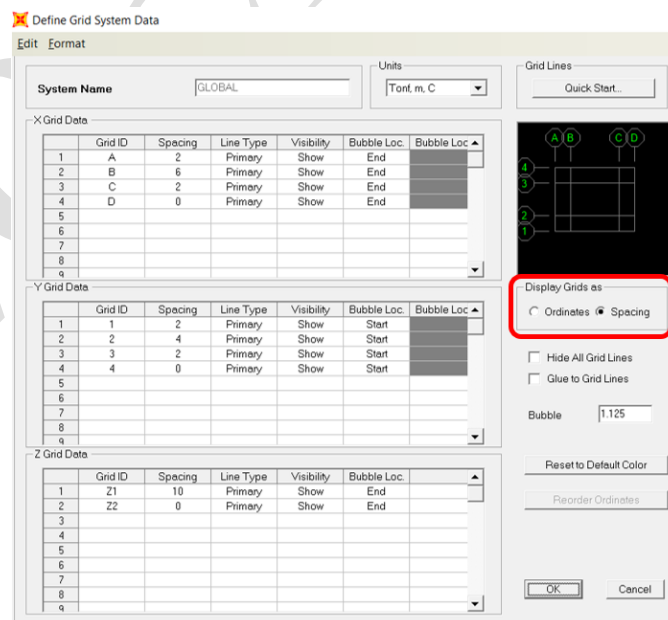 Define Grid System Data
Edit Format
System Name GLOBAL
Units
Tonf, m, C
Grid Lines
Quick Start...
X Grid Data
Grid ID Spacing Line Type Visibility Bubble Loc. Bubble Loc
1 A 2 Primary Show End
2 B 6 Primary Show End
3 C 2 Primary Show End
4 D 0 Primary Show End
5
6
7
8
9
A B C D
4
3
2
1
Y Grid Data
Grid ID Spacing Line Type Visibility Bubble Loc. Bubble Loc
1 1 2 Primary Show Start
2 2 4 Primary Show Start
3 3 2 Primary Show Start
4 4 0 Primary Show Start
5
6
7
8
9
Display Grids as
Ordinates Spacing
Hide All Grid Lines
Glue to Grid Lines
Bubble 1.125
Z Grid Data
Grid ID Spacing Line Type Visibility Bubble Loc.
1 Z1 10 Primary Show End
2 Z2 0 Primary Show End
3
4
5
6
7
8
9
Reset to Default Color
Reorder Ordinates
OK Cancel